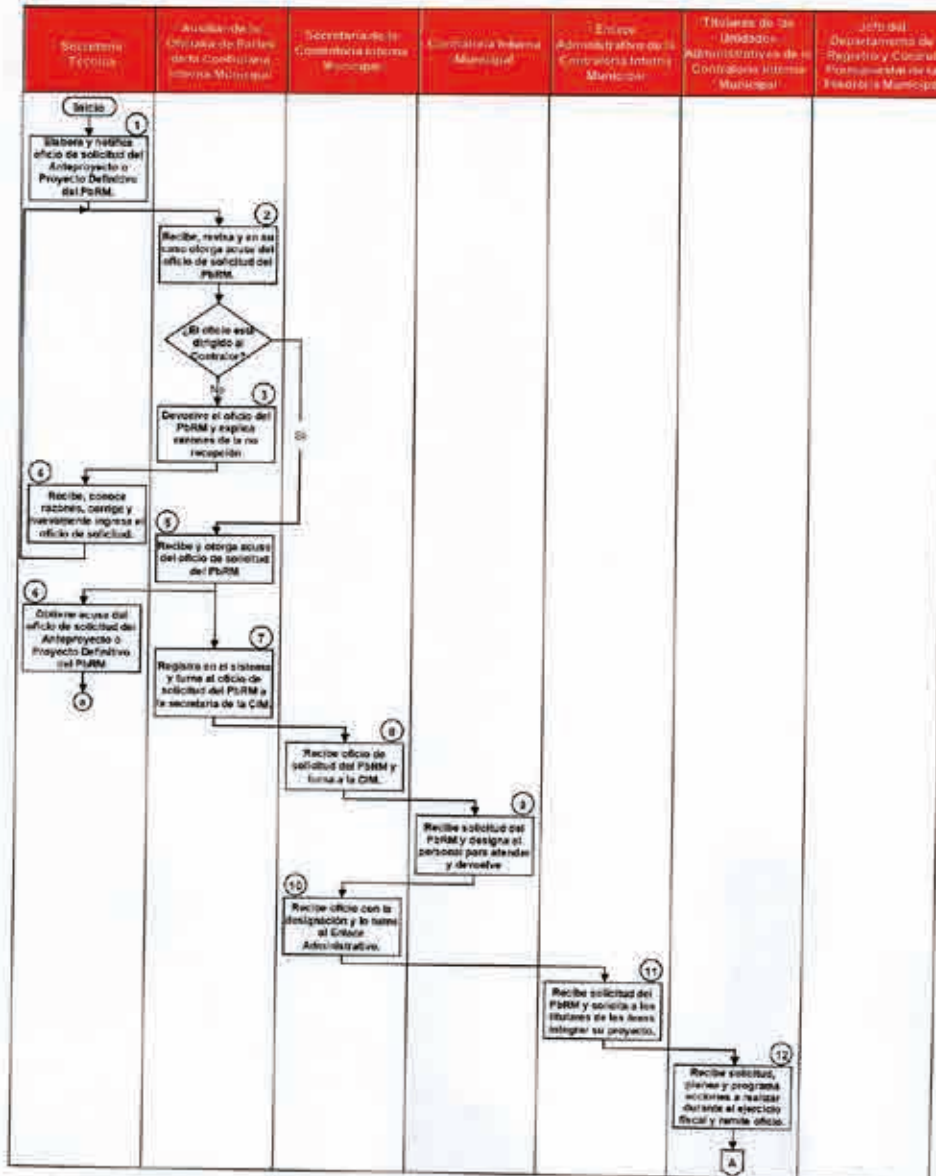 Secretaría
Técnica
Auxiliar de la
Oficialía de Partes
de la Contraloría
Interna Municipal
Secretaria de la
Contraloría Interna
Municipal
Contraloría Interna
Municipal
Enlace
Administrativo de la
Contraloría Interna
Municipal
Titulares de las
Unidades
Administrativas de la
Contraloría Interna
Municipal
Jefe del
Departamento de
Registro y Control
Presupuestal de la
Tesorería Municipal
Inicio
1
Elabora y notifica
oficio de solicitud del
Anteproyecto o
Proyecto Definitivo
del PbRM.
2
Recibe, revisa y en su
caso otorga acuse del
oficio de solicitud del
PbRM.
¿El oficio está
dirigido al
Contralor?
No
Si
3
Devuelve el oficio del
PbRM y explica
razones de la no
recepción
4
Recibe, conoce
razones, corrige y
nuevamente ingresa el
oficio de solicitud.
5
Recibe y otorga acuse
del oficio de solicitud
del PbRM
6
Obtiene acuse del
oficio de solicitud del
Anteproyecto o
Proyecto Definitivo
del PbRM
a
7
Registra en el sistema
y turna el oficio de
solicitud del PbRM a
la secretaria de la CIM.
8
Recibe oficio de
solicitud del PbRM y
turna a la CIM.
9
Recibe solicitud del
PbRM y designa al
personal para atender
y devuelve
10
Recibe oficio con la
designación y lo turna
al Enlace
Administrativo.
11
Recibe solicitud del
PbRM y solicita a los
titulares de las áreas
integrar su proyecto.
12
Recibe solicitud,
planea y programa
acciones a realizar
durante el ejercicio
fiscal y remite oficio.
A